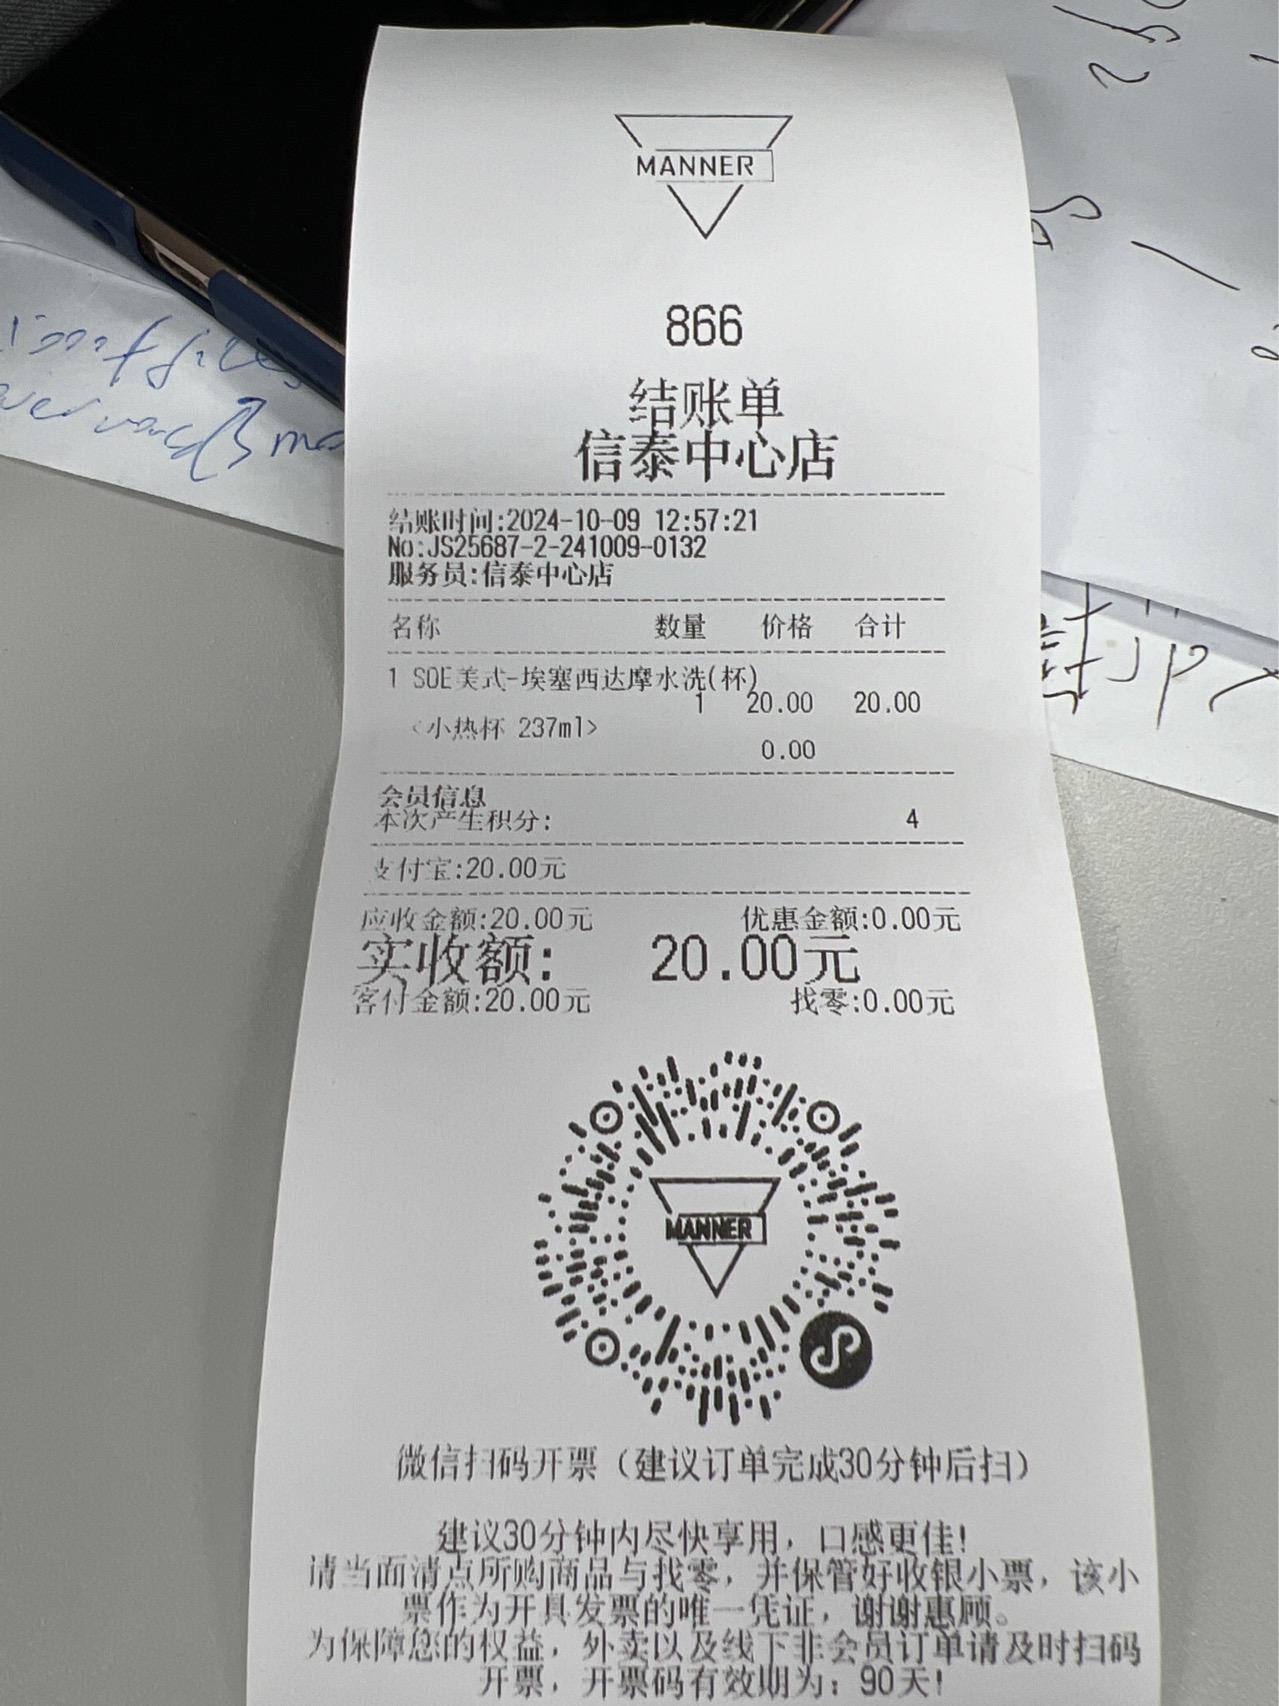 MANNER
866
结账单
信泰中心店
结账时间:2024-10-09 12:57:21
No:JS25687-2-241009-0132
服务员:信泰中心店
名称 数量 价格 合计
1 SOE美式-埃塞西达摩水洗(杯)
1 20.00 20.00
<小热杯 237ml>
0.00
会员信息
本次产生积分: 4
支付宝:20.00元
应收金额:20.00元 优惠金额:0.00元
实收额: 20.00元
客付金额:20.00元 找零:0.00元
MANNER
微信扫码开票（建议订单完成30分钟后扫）
建议30分钟内尽快享用，口感更佳!
请当面清点所购商品与找零，并保管好收银小票，该小
票作为开具发票的唯一凭证，谢谢惠顾。
为保障您的权益，外卖以及线下非会员订单请及时扫码
开票，开票码有效期为：90天!